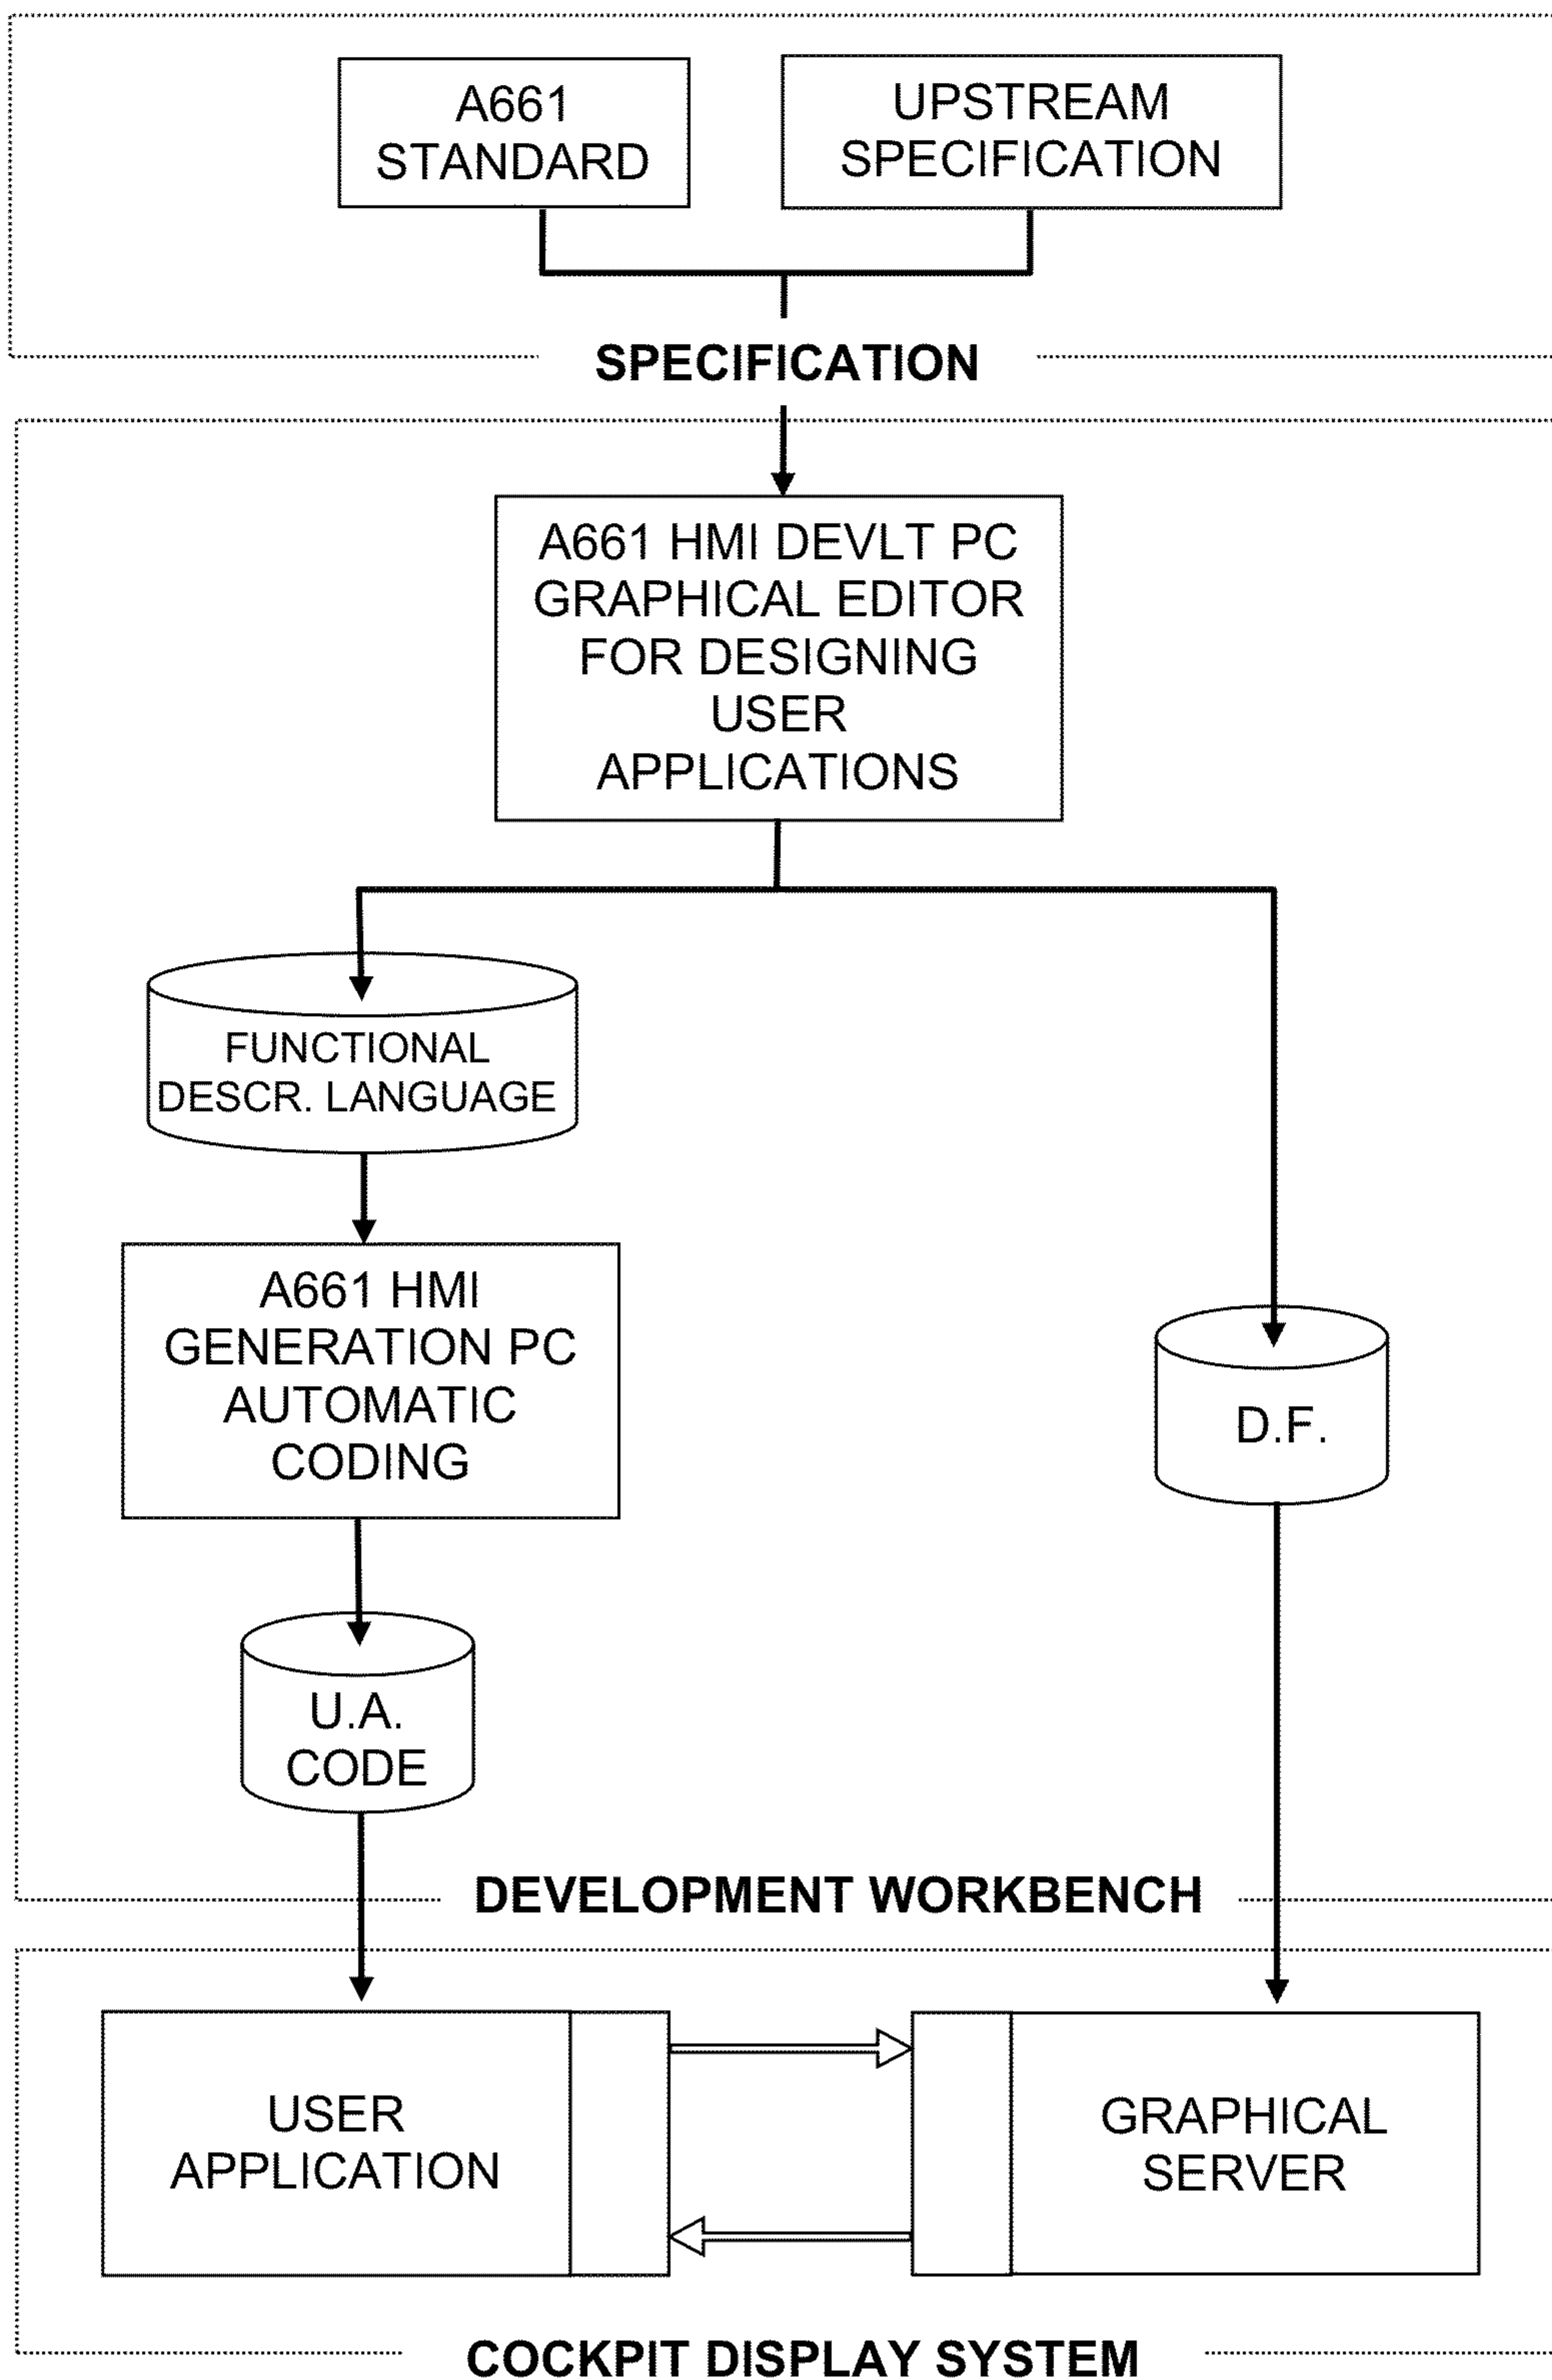 A661
STANDARD
UPSTREAM
SPECIFICATION
SPECIFICATION
A661 HMI DEVLT PC
GRAPHICAL EDITOR
FOR DESIGNING
USER
APPLICATIONS
FUNCTIONAL
DESCR. LANGUAGE
A661 HMI
GENERATION PC
AUTOMATIC
CODING
D.F.
U.A.
CODE
DEVELOPMENT WORKBENCH
USER
APPLICATION
GRAPHICAL
SERVER
COCKPIT DISPLAY SYSTEM